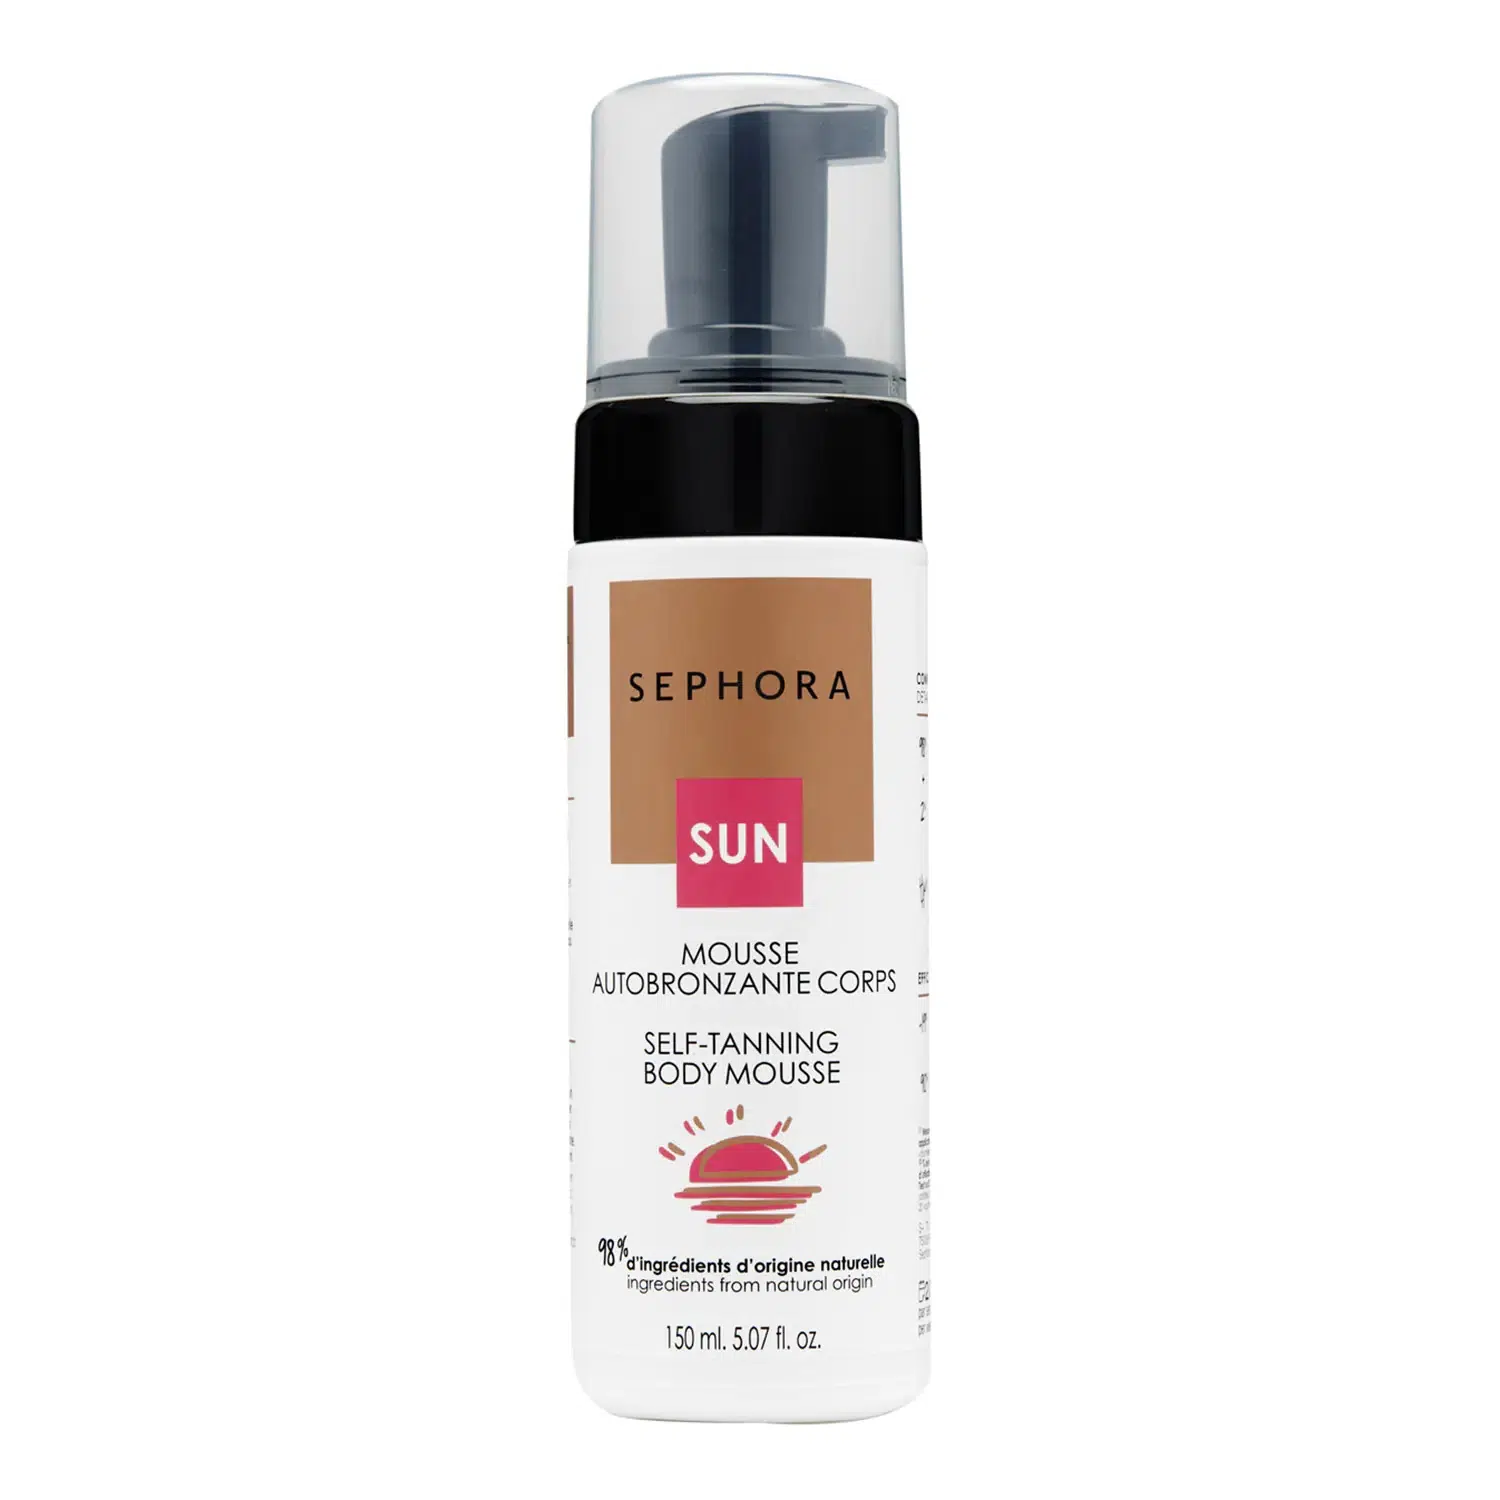 SEPHORA
SUN
MOUSSE
AUTOBRONZANTE CORPS
SELF-TANNING
BODY MOUSSE
98%
d'ingrédients d'origine naturelle
ingredients from natural origin
150 ml. 5.07 fl. oz.